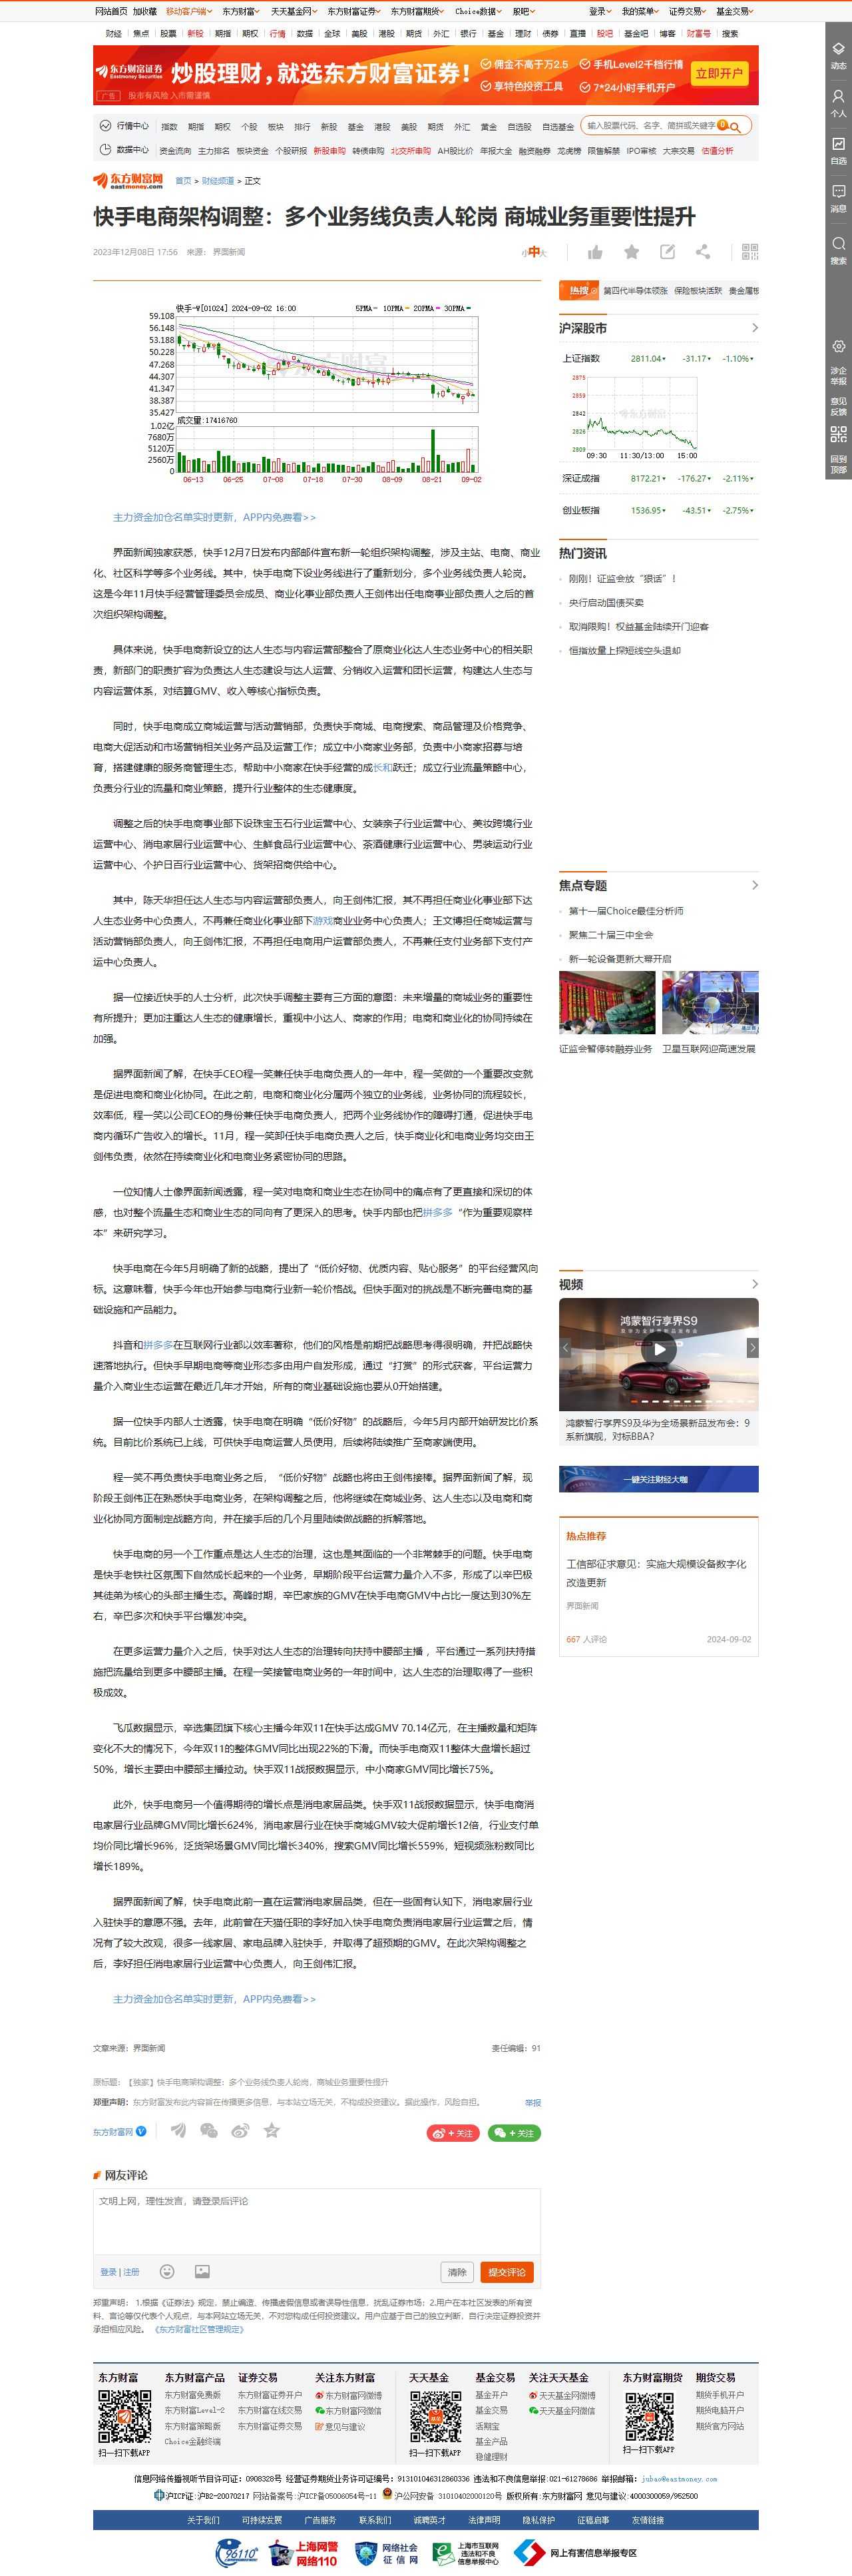 网站首页 加收藏 移动客户端 东方财富 天天基金网 东方财富证券 东方财富期货 Choice数据 股吧 登录 我的菜单 证券交易 基金交易
财经 焦点 股票 新股 期指 期权 行情 数据 全球 美股 港股 期货 外汇 银行 基金 理财 债券 直播 股吧 基金吧 博客 财富号 搜索
东方财富证券
炒股理财，就选东方财富证券！
佣金不高于万2.5
手机Level2千档行情
享特色投资工具
7*24小时手机开户
立即开户
广告
股市有风险 入市需谨慎
行情中心 指数 期指 期权 个股 板块 排行 新股 基金 港股 美股 期货 外汇 黄金 自选股 自选基金
输入股票代码、名字、简拼或关键字
数据中心 资金流向 主力排名 板块资金 个股研报 新股申购 转债申购 北交所申购 AH股比价 年报大全 融资融券 龙虎榜 限售解禁 IPO审核 大宗交易 估值分析
东方财富网
eastmoney.com
首页 > 财经频道 > 正文
快手电商架构调整：多个业务线负责人轮岗 商城业务重要性提升
2023年12月08日 17:56 来源： 界面新闻
小 中 大
快手-W[01024] 2024-09-02 16:00 5PMA 10PMA 20PMA 30PMA
59.108
56.148
53.188
50.228
47.268
44.307
41.347
38.387
35.427
成交量:17416760
1.02亿
7680万
5120万
2560万
0
06-13 06-25 07-08 07-18 07-30 08-09 08-21 09-02
主力资金加仓名单实时更新，APP内免费看>>
界面新闻独家获悉，快手12月7日发布内部邮件宣布新一轮组织架构调整，涉及主站、电商、商业
化、社区科学等多个业务线。其中，快手电商下设业务线进行了重新划分，多个业务线负责人轮岗。
这是今年11月快手经营管理委员会成员、商业化事业部负责人王剑伟出任电商事业部负责人之后的首
次组织架构调整。
具体来说，快手电商新设立的达人生态与内容运营部整合了原商业化达人生态业务中心的相关职
责，新部门的职责扩容为负责达人生态建设与达人运营、分销收入运营和团长运营，构建达人生态与
内容运营体系，对结算GMV、收入等核心指标负责。
同时，快手电商成立商城运营与活动营销部，负责快手商城、电商搜索、商品管理及价格竞争、
电商大促活动和市场营销相关业务产品及运营工作；成立中小商家业务部，负责中小商家招募与培
育，搭建健康的服务商管理生态，帮助中小商家在快手经营的成长和跃迁；成立行业流量策略中心，
负责分行业的流量和商业策略，提升行业整体的生态健康度。
调整之后的快手电商事业部下设珠宝玉石行业运营中心、女装亲子行业运营中心、美妆跨境行业
运营中心、消电家居行业运营中心、生鲜食品行业运营中心、茶酒健康行业运营中心、男装运动行业
运营中心、个护日百行业运营中心、货架招商供给中心。
其中，陈天华担任达人生态与内容运营部负责人，向王剑伟汇报，其不再担任商业化事业部下达
人生态业务中心负责人，不再兼任商业化事业部下游戏商业业务中心负责人；王文博担任商城运营与
活动营销部负责人，向王剑伟汇报，不再担任电商用户运营部负责人，不再兼任支付业务部下支付产
运中心负责人。
据一位接近快手的人士分析，此次快手调整主要有三方面的意图：未来增量的商城业务的重要性
有所提升；更加注重达人生态的健康增长，重视中小达人、商家的作用；电商和商业化的协同持续在
加强。
据界面新闻了解，在快手CEO程一笑兼任快手电商负责人的一年中，程一笑做的一个重要改变就
是促进电商和商业化协同。在此之前，电商和商业化分属两个独立的业务线，业务协同的流程较长，
效率低，程一笑以公司CEO的身份兼任快手电商负责人，把两个业务线协作的障碍打通，促进快手电
商内循环广告收入的增长。11月，程一笑卸任快手电商负责人之后，快手商业化和电商业务均交由王
剑伟负责，依然在持续商业化和电商业务紧密协同的思路。
一位知情人士像界面新闻透露，程一笑对电商和商业生态在协同中的痛点有了更直接和深切的体
感，也对整个流量生态和商业生态的同向有了更深入的思考。快手内部也把拼多多“作为重要观察样
本”来研究学习。
快手电商在今年5月明确了新的战略，提出了“低价好物、优质内容、贴心服务”的平台经营风向
标。这意味着，快手今年也开始参与电商行业新一轮价格战。但快手面对的挑战是不断完善电商的基
础设施和产品能力。
抖音和拼多多在互联网行业都以效率著称，他们的风格是前期把战略思考得很明确，并把战略快
速落地执行。但快手早期电商等商业形态多由用户自发形成，通过“打赏”的形式获客，平台运营力
量介入商业生态运营在最近几年才开始，所有的商业基础设施也要从0开始搭建。
据一位快手内部人士透露，快手电商在明确“低价好物”的战略后，今年5月内部开始研发比价系
统。目前比价系统已上线，可供快手电商运营人员使用，后续将陆续推广至商家端使用。
程一笑不再负责快手电商业务之后，“低价好物”战略也将由王剑伟接捧。据界面新闻了解，现
阶段王剑伟正在熟悉快手电商业务，在架构调整之后，他将继续在商城业务、达人生态以及电商和商
业化协同方面制定战略方向，并在接手后的几个月里陆续做战略的拆解落地。
快手电商的另一个工作重点是达人生态的治理，这也是其面临的一个非常棘手的问题。快手电商
是快手老铁社区氛围下自然成长起来的一个业务，早期阶段平台运营力量介入不多，形成了以辛巴极
其徒弟为核心的头部主播生态。高峰时期，辛巴家族的GMV在快手电商GMV中占比一度达到30%左
右，辛巴多次和快手平台爆发冲突。
在更多运营力量介入之后，快手对达人生态的治理转向扶持中腰部主播 ，平台通过一系列扶持措
施把流量给到更多中腰部主播。在程一笑接管电商业务的一年时间中，达人生态的治理取得了一些积
极成效。
飞瓜数据显示，辛选集团旗下核心主播今年双11在快手达成GMV 70.14亿元，在主播数量和矩阵
变化不大的情况下，今年双11的整体GMV同比出现22%的下滑。而快手电商双11整体大盘增长超过
50%，增长主要由中腰部主播拉动。快手双11战报数据显示，中小商家GMV同比增长75%。
此外，快手电商另一个值得期待的增长点是消电家居品类。快手双11战报数据显示，快手电商消
电家居行业品牌GMV同比增长624%，消电家居行业在快手商城GMV较大促前增长12倍，行业支付单
均价同比增长96%，泛货架场景GMV同比增长340%，搜索GMV同比增长559%，短视频涨粉数同比
增长189%。
据界面新闻了解，快手电商此前一直在运营消电家居品类，但在一些固有认知下，消电家居行业
入驻快手的意愿不强。去年，此前曾在天猫任职的李好加入快手电商负责消电家居行业运营之后，情
况有了较大改观，很多一线家居、家电品牌入驻快手，并取得了超预期的GMV。在此次架构调整之
后，李好担任消电家居行业运营中心负责人，向王剑伟汇报。
主力资金加仓名单实时更新，APP内免费看>>
文章来源：界面新闻 责任编辑：91
原标题：【独家】快手电商架构调整：多个业务线负责人轮岗，商城业务重要性提升
郑重声明：东方财富发布此内容旨在传播更多信息，与本站立场无关，不构成投资建议。据此操作，风险自担。 举报
东方财富网
+ 关注
+ 关注
网友评论
文明上网，理性发言，请登录后评论
登录 | 注册
清除
提交评论
郑重声明： 1.根据《证券法》规定，禁止编造、传播虚假信息或者误导性信息，扰乱证券市场；2.用户在本社区发表的所有资
料、言论等仅代表个人观点，与本网站立场无关，不对您构成任何投资建议。用户应基于自己的独立判断，自行决定证券投资并
承担相应风险。《东方财富社区管理规定》
热搜
第四代半导体领涨 保险板块活跃 贵金属板
沪深股市
上证指数 2811.04 -31.17 -1.10%
2875
2859
2842
2826
2809
09:30 11:30/13:00 15:00
深证成指 8172.21 -176.27 -2.11%
创业板指 1536.95 -43.51 -2.75%
热门资讯
刚刚！证监会放“狠话”！
央行启动国债买卖
取消限购！权益基金陆续开门迎客
恒指放量上探短线空头退却
焦点专题
第十一届Choice最佳分析师
聚焦二十届三中全会
新一轮设备更新大幕开启
证监会暂停转融券业务
卫星互联网迎高速发展
视频
鸿蒙智行享界S9
鸿蒙智行享界S9及华为全场景新品发布会：9
系新旗舰，对标BBA?
一键关注财经大咖
热点推荐
工信部征求意见：实施大规模设备数字化
改造更新
界面新闻
667 人评论 2024-09-02
动态
个人
自选
消息
搜索
涉企
举报
意见
反馈
回到
顶部
东方财富
扫一扫下载APP
东方财富产品
东方财富免费版
东方财富Level-2
东方财富策略版
Choice金融终端
证券交易
东方财富证券开户
东方财富在线交易
东方财富证券交易
关注东方财富
东方财富网微博
东方财富网微信
意见与建议
天天基金
扫一扫下载APP
基金交易
基金开户
基金交易
活期宝
基金产品
稳健理财
关注天天基金
天天基金网微博
天天基金网微信
东方财富期货
扫一扫下载APP
期货交易
期货手机开户
期货电脑开户
期货官方网站
信息网络传播视听节目许可证：0908328号 经营证券期货业务许可证编号：913101046312860336 违法和不良信息举报:021-61278686 举报邮箱：jubao@eastmoney.com
沪ICP证:沪B2-20070217 网站备案号:沪ICP备05006054号-11 沪公网安备 31010402000120号 版权所有:东方财富网 意见与建议:4000300059/952500
关于我们 可持续发展 广告服务 联系我们 诚聘英才 法律声明 隐私保护 征稿启事 友情链接
96110
上海网警
网络110
网络社会
征信网
上海市互联网
违法和不良
信息举报中心
网上有害信息举报专区